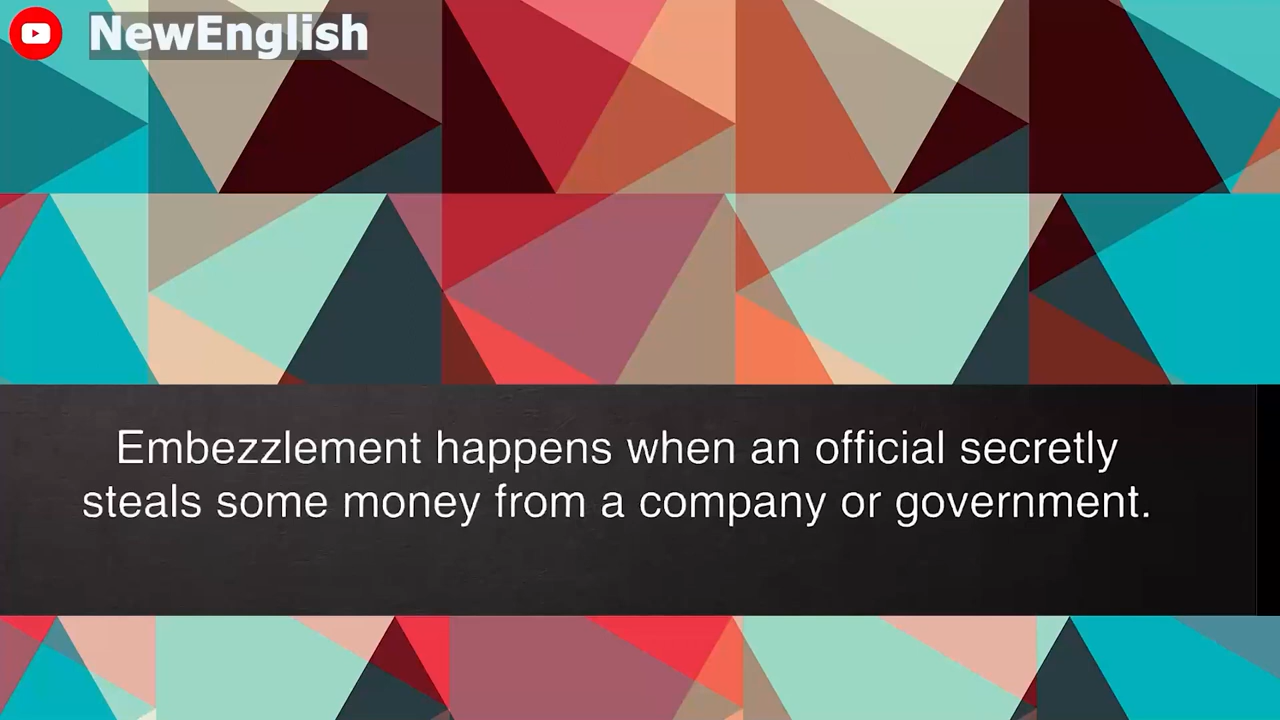 NewEnglish
Embezzlement happens when an official secretly
steals some money from a company or government.